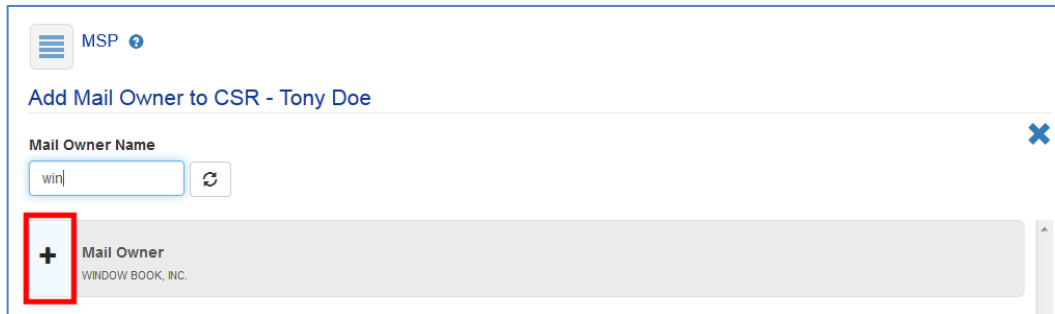 MSP
Add Mail Owner to CSR - Tony Doe
Mail Owner Name
win
Mail Owner
WINDOW BOOK, INC.